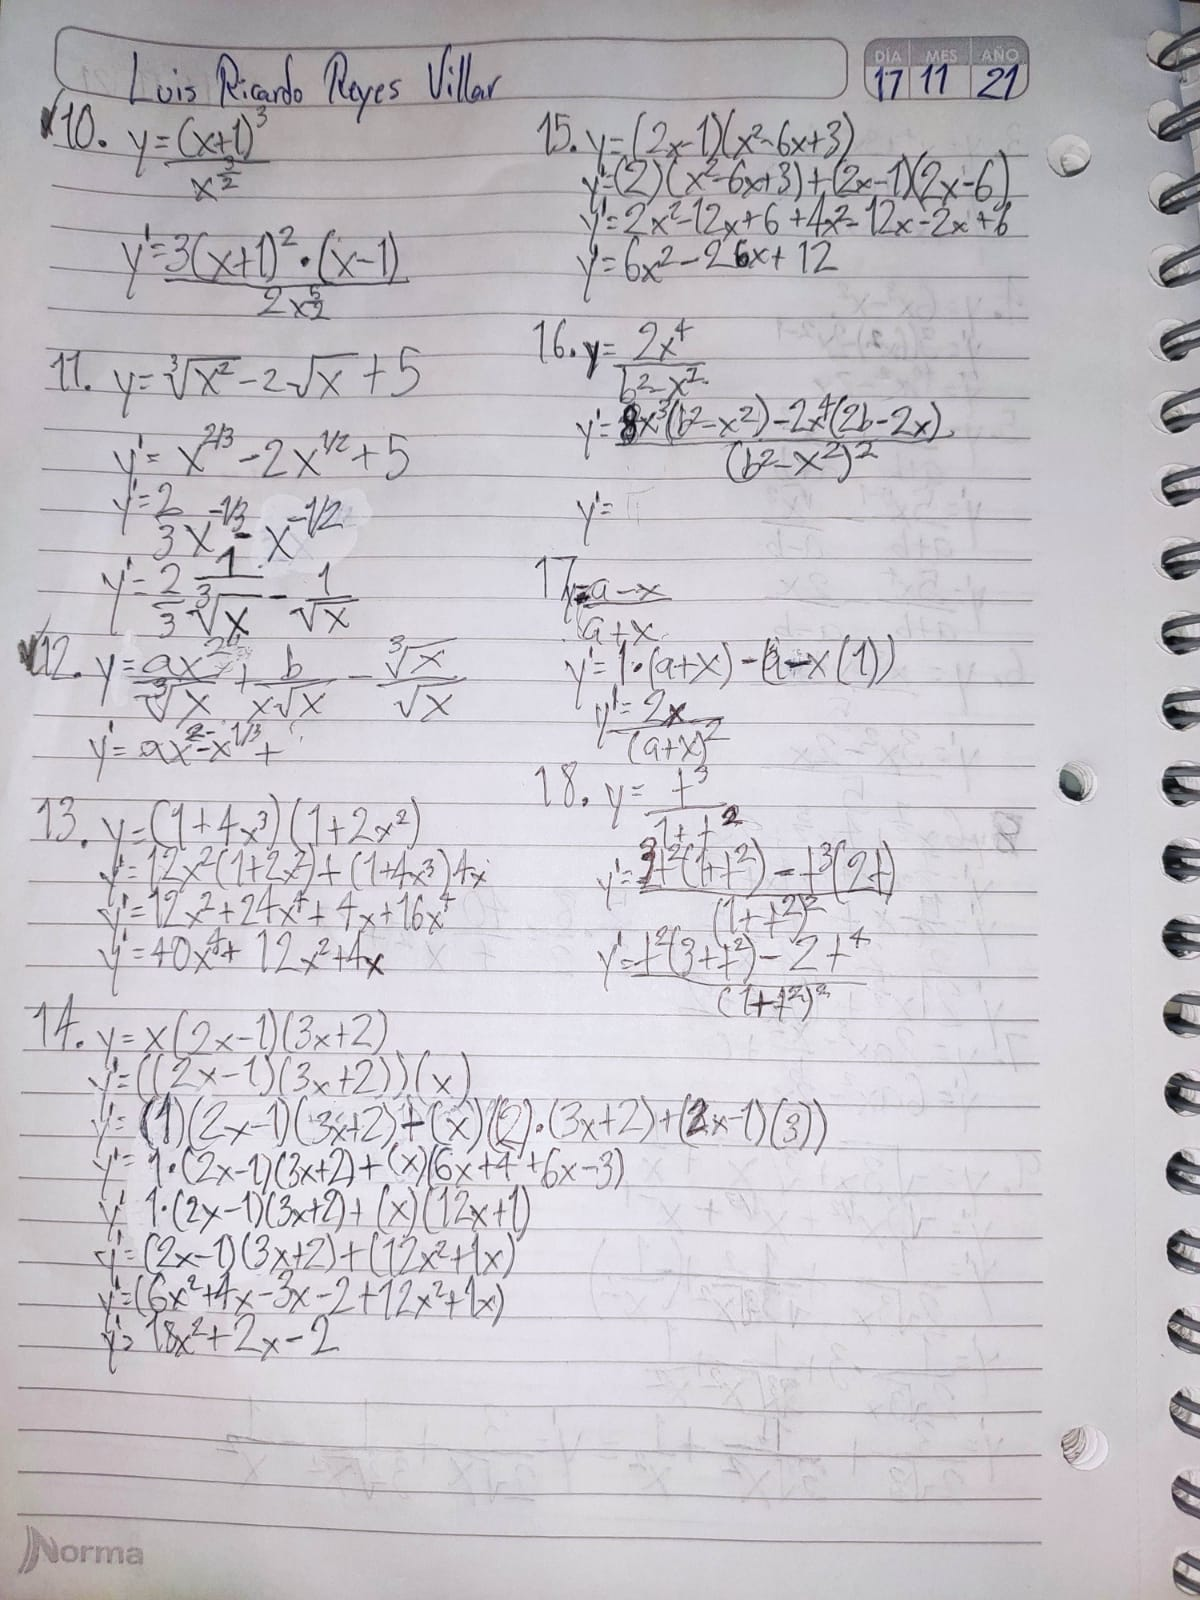 Luis Ricardo Reyes Villar
DÍA MES AÑO
17 11 21
10. y=(x+1)^3/x^(3/2)
y'=3(x+1)^2·(x-1)/2x^(5/2)
11. y=∛x²-2√x+5
y'=x^(2/3)-2x^(1/2)+5
y'=2/3x^(-1/3)-x^(-1/2)
y'=2/3 1/∛x - 1/√x
12. y=ax²/∛x + b/x√x - ∛x/√x
y'=ax^2-x^(1/3)+
13. y=(1+4x³)(1+2x²)
y'=12x²(1+2x²)+(1+4x³)4x
y'=12x²+24x⁴+4x+16x⁴
y'=40x⁴+12x²+4x
14. y=x(2x-1)(3x+2)
y'=((2x-1)(3x+2))(x)
y'=(1)(2x-1)(3x+2)+(x)((2)·(3x+2)+(2x-1)(3))
y'=1·(2x-1)(3x+2)+(x)(6x+4+6x-3)
y' 1·(2x-1)(3x+2)+(x)(12x+1)
y'=(2x-1)(3x+2)+(12x²+1x)
y'=(6x²+4x-3x-2+12x²+1x)
y'=18x²+2x-2
15. y=(2x-1)(x²-6x+3)
y'=(2)(x²-6x+3)+(2x-1)(2x-6)
y'=2x²-12x+6+4x²-12x-2x+6
y'=6x²-26x+12
16. y=2x⁴/b²-x²
y'=8x³(b²-x²)-2x⁴(2b-2x)/(b²-x²)²
y'=
17. y=a-x/a+x
y'=1·(a+x)-(a-x(1))
y'=2x/(a+x)²
18. y=t³/1+t²
y'=3t²(1+t²)-t³(2t)/(1+t²)²
y'=t²(3+t²)-2t⁴/(1+t²)²
Norma